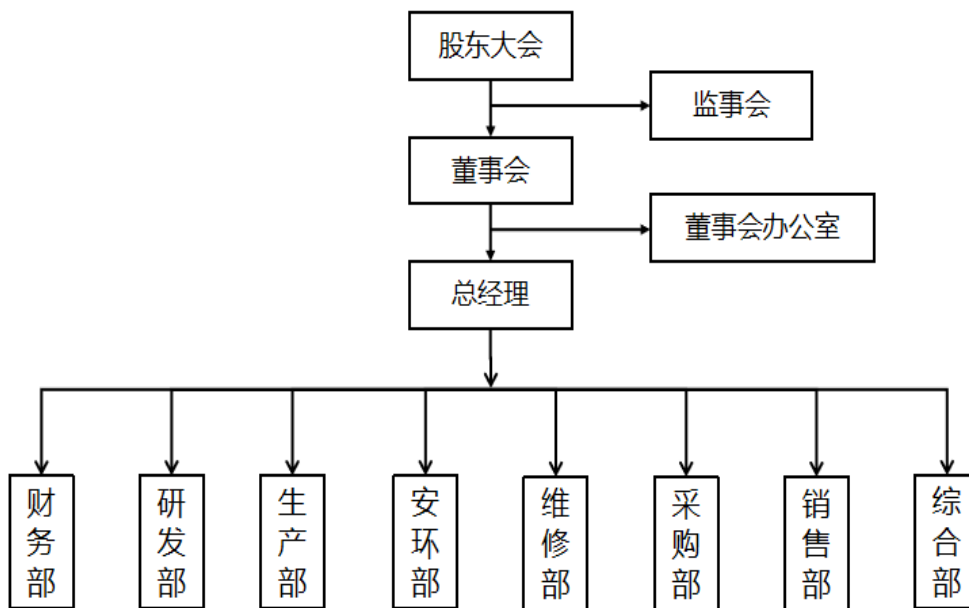 股东大会
监事会
董事会
董事会办公室
总经理
财务部
研发部
生产部
安环部
维修部
采购部
销售部
综合部